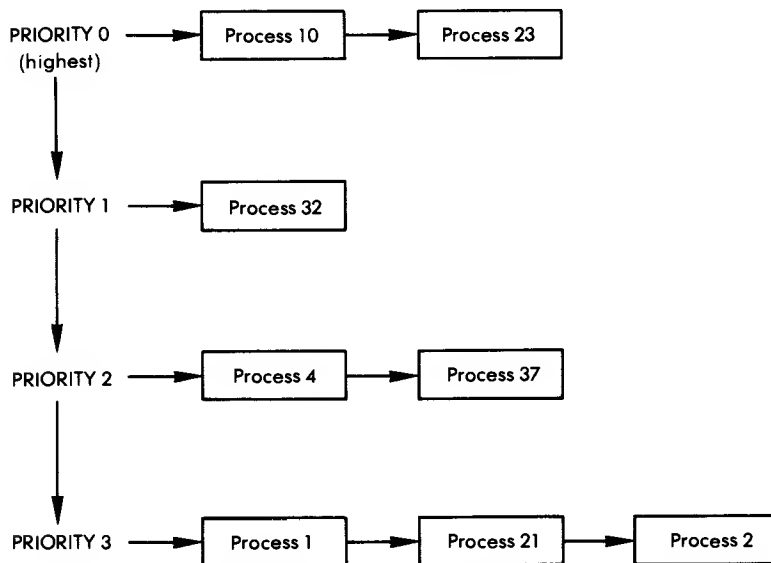 PRIORITY 0
(highest)
Process 10
Process 23
PRIORITY 1
Process 32
PRIORITY 2
Process 4
Process 37
PRIORITY 3
Process 1
Process 21
Process 2